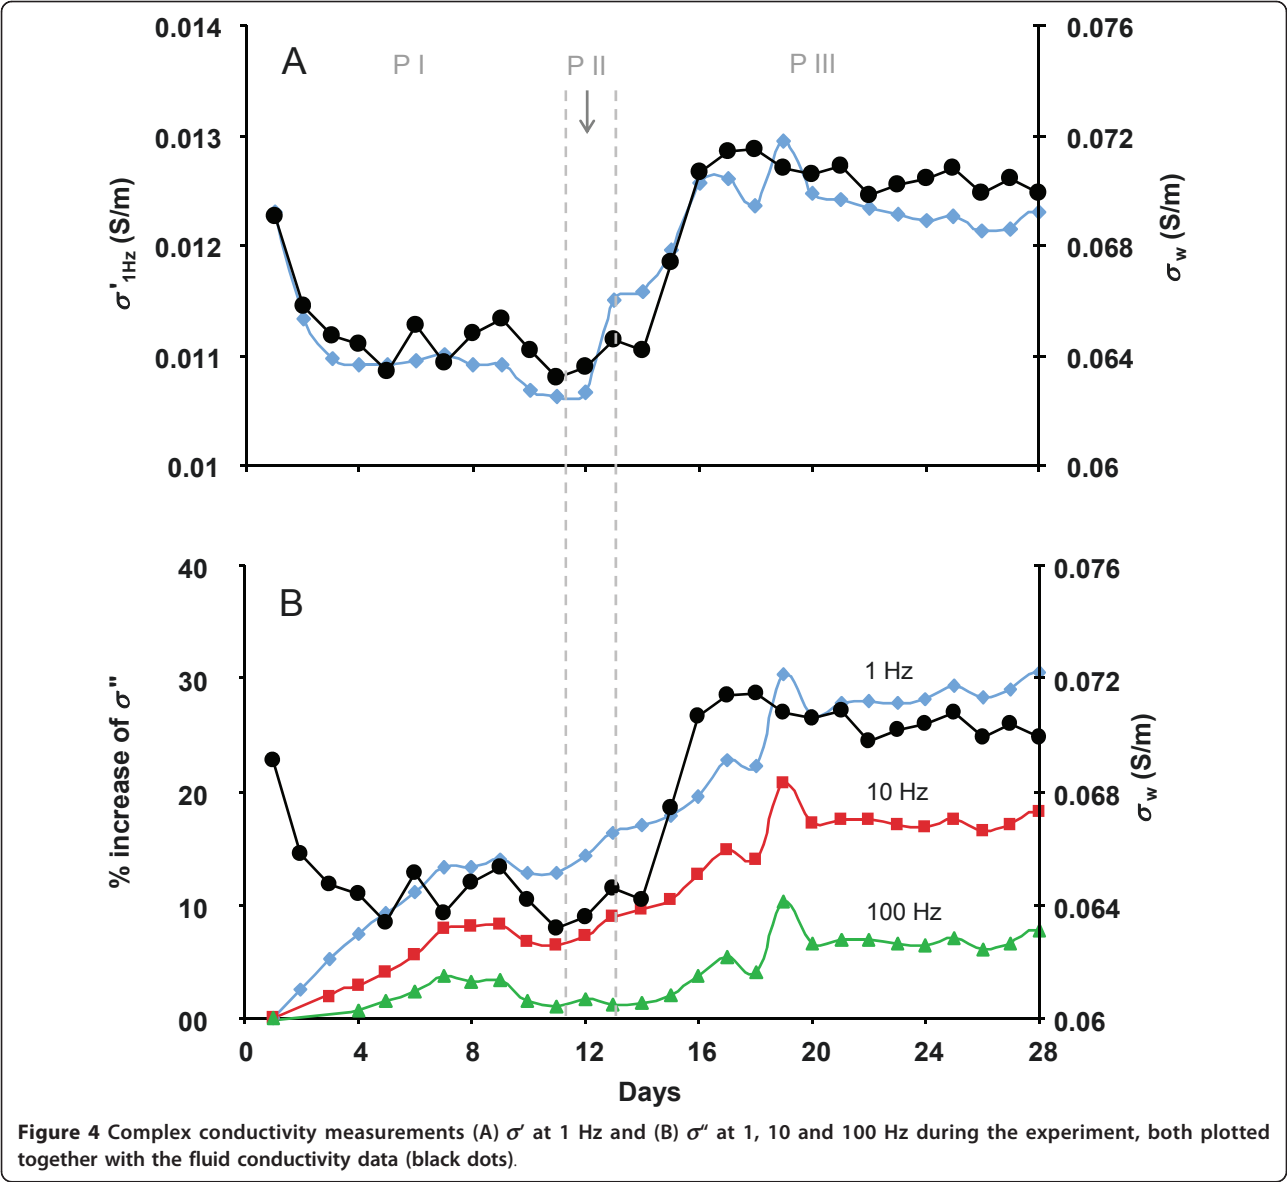 0.014
0.013
0.012
0.011
0.01
σ'1Hz (S/m)
A
P I
P II
P III
0.076
0.072
0.068
0.064
0.06
σw (S/m)
40
30
20
10
00
% increase of σ"
B
1 Hz
10 Hz
100 Hz
0.076
0.072
0.068
0.064
0.06
σw (S/m)
0 4 8 12 16 20 24 28
Days
Figure 4 Complex conductivity measurements (A) σ′ at 1 Hz and (B) σ“ at 1, 10 and 100 Hz during the experiment, both plotted
together with the fluid conductivity data (black dots).